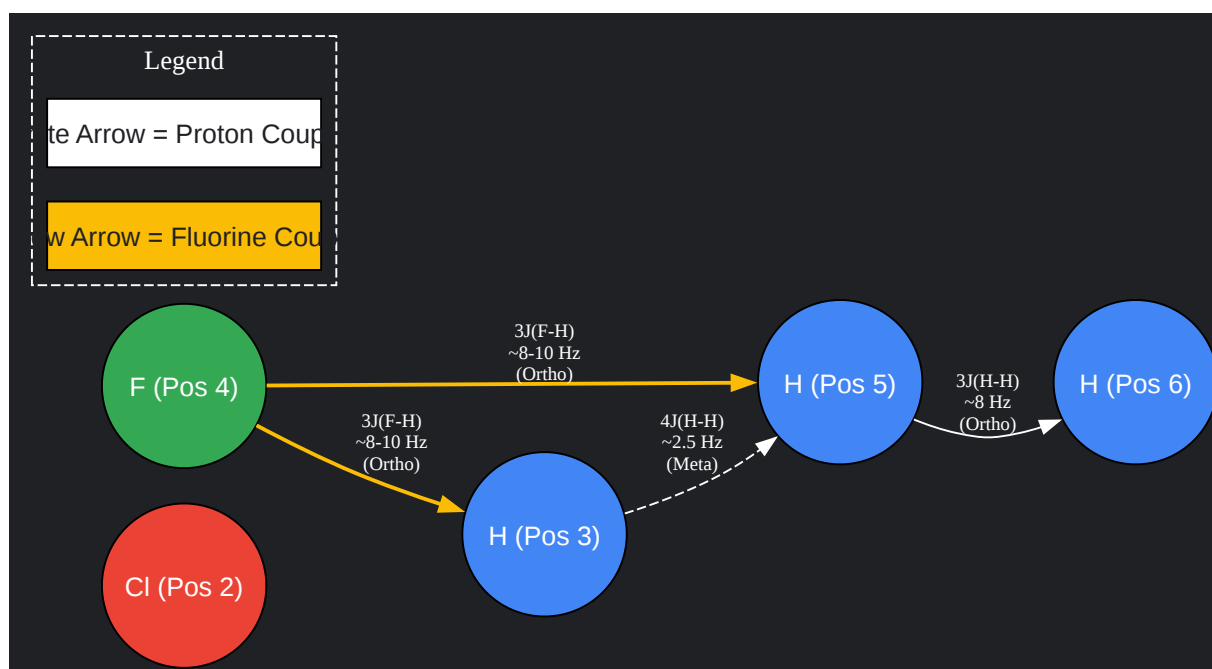 Legend
te Arrow = Proton Coup
w Arrow = Fluorine Cou
F (Pos 4)
3J(F-H)
~8-10 Hz
(Ortho)
H (Pos 5)
3J(H-H)
~8 Hz
(Ortho)
H (Pos 6)
3J(F-H)
~8-10 Hz
(Ortho)
4J(H-H)
~2.5 Hz
(Meta)
H (Pos 3)
Cl (Pos 2)